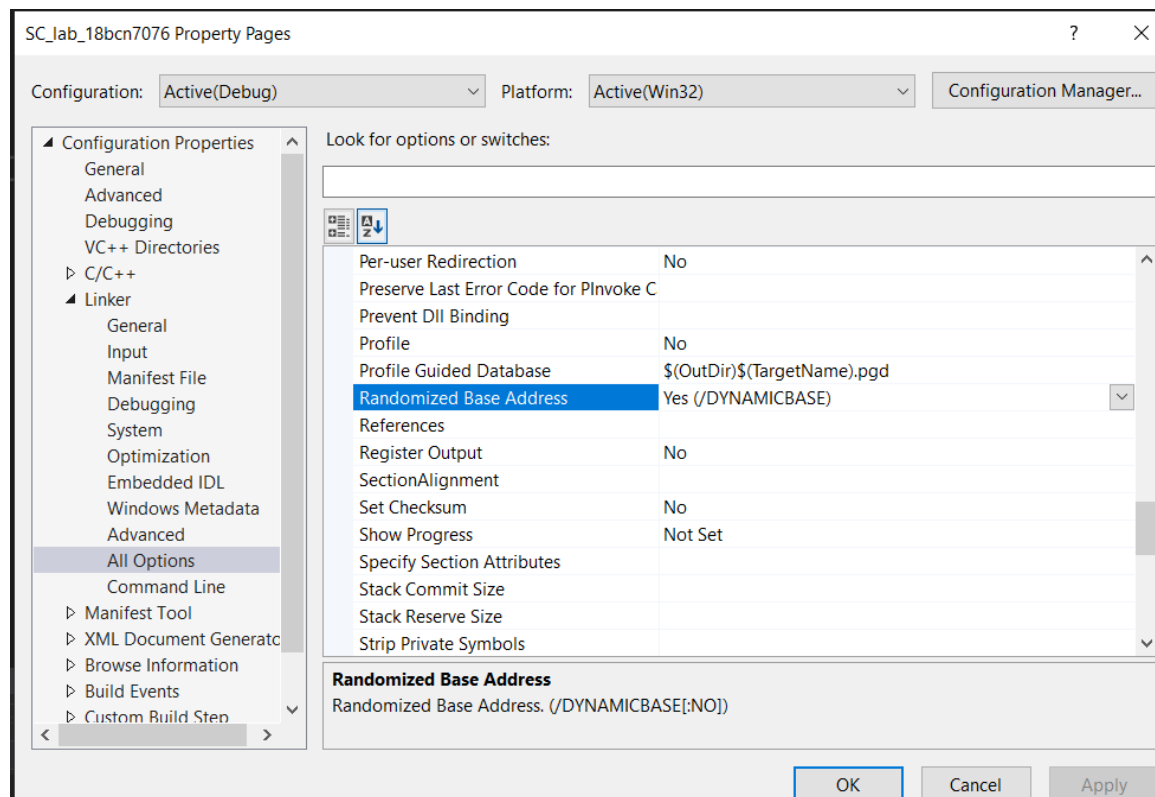 SC_lab_18bcn7076 Property Pages
?
Configuration: Active(Debug) Platform: Active(Win32) Configuration Manager...
Configuration Properties
General
Advanced
Debugging
VC++ Directories
C/C++
Linker
General
Input
Manifest File
Debugging
System
Optimization
Embedded IDL
Windows Metadata
Advanced
All Options
Command Line
Manifest Tool
XML Document Generatc
Browse Information
Build Events
Custom Build Step
Look for options or switches:
Per-user Redirection No
Preserve Last Error Code for PInvoke C
Prevent Dll Binding
Profile No
Profile Guided Database $(OutDir)$(TargetName).pgd
Randomized Base Address Yes (/DYNAMICBASE)
References
Register Output No
SectionAlignment
Set Checksum No
Show Progress Not Set
Specify Section Attributes
Stack Commit Size
Stack Reserve Size
Strip Private Symbols
Randomized Base Address
Randomized Base Address. (/DYNAMICBASE[:NO])
OK Cancel Apply